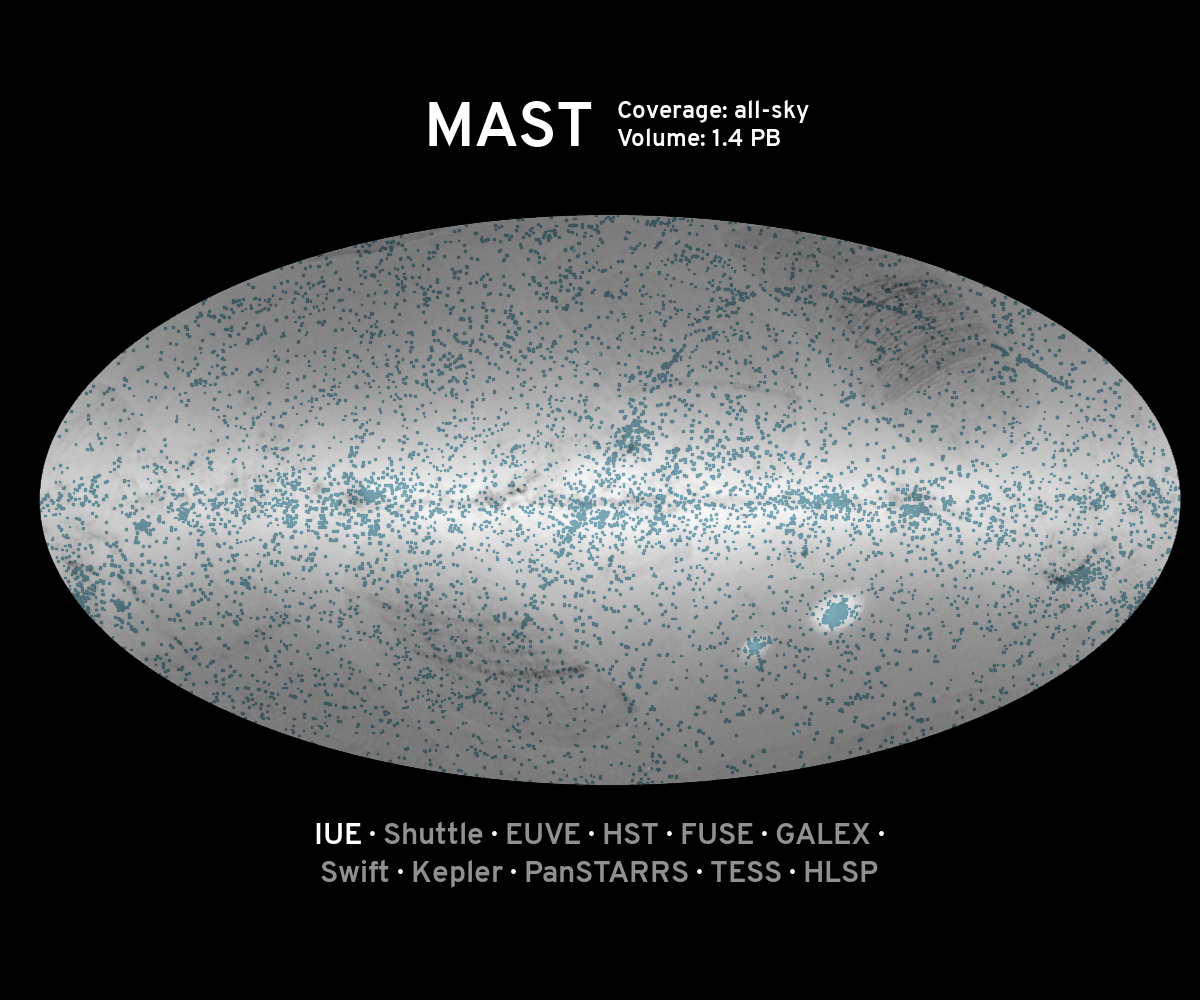 MAST
Coverage: all-sky
Volume: 1.4 PB
IUE · Shuttle · EUVE · HST · FUSE · GALEX ·
Swift · Kepler · PanSTARRS · TESS · HLSP